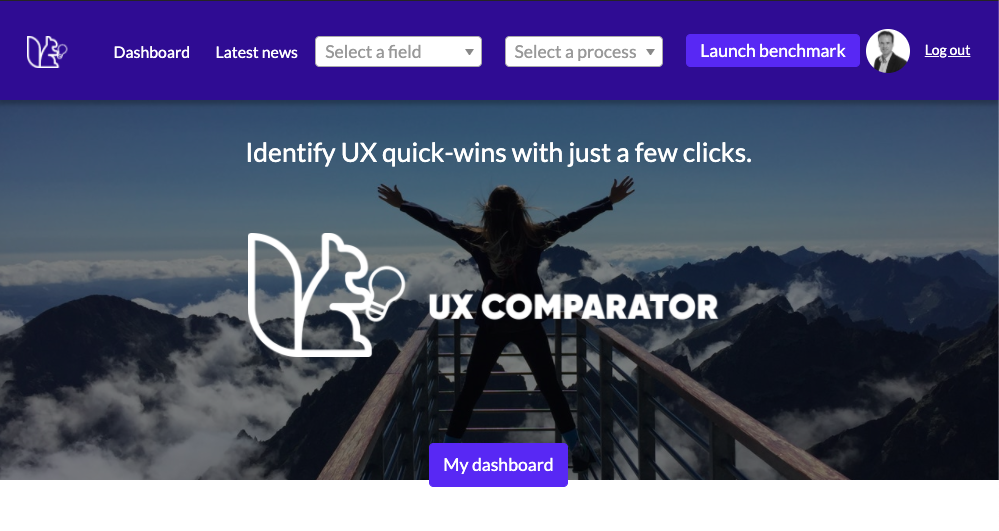 Dashboard
Latest news
Select a field
Select a process
Launch benchmark
Log out
Identify UX quick-wins with just a few clicks.
UX COMPARATOR
My dashboard